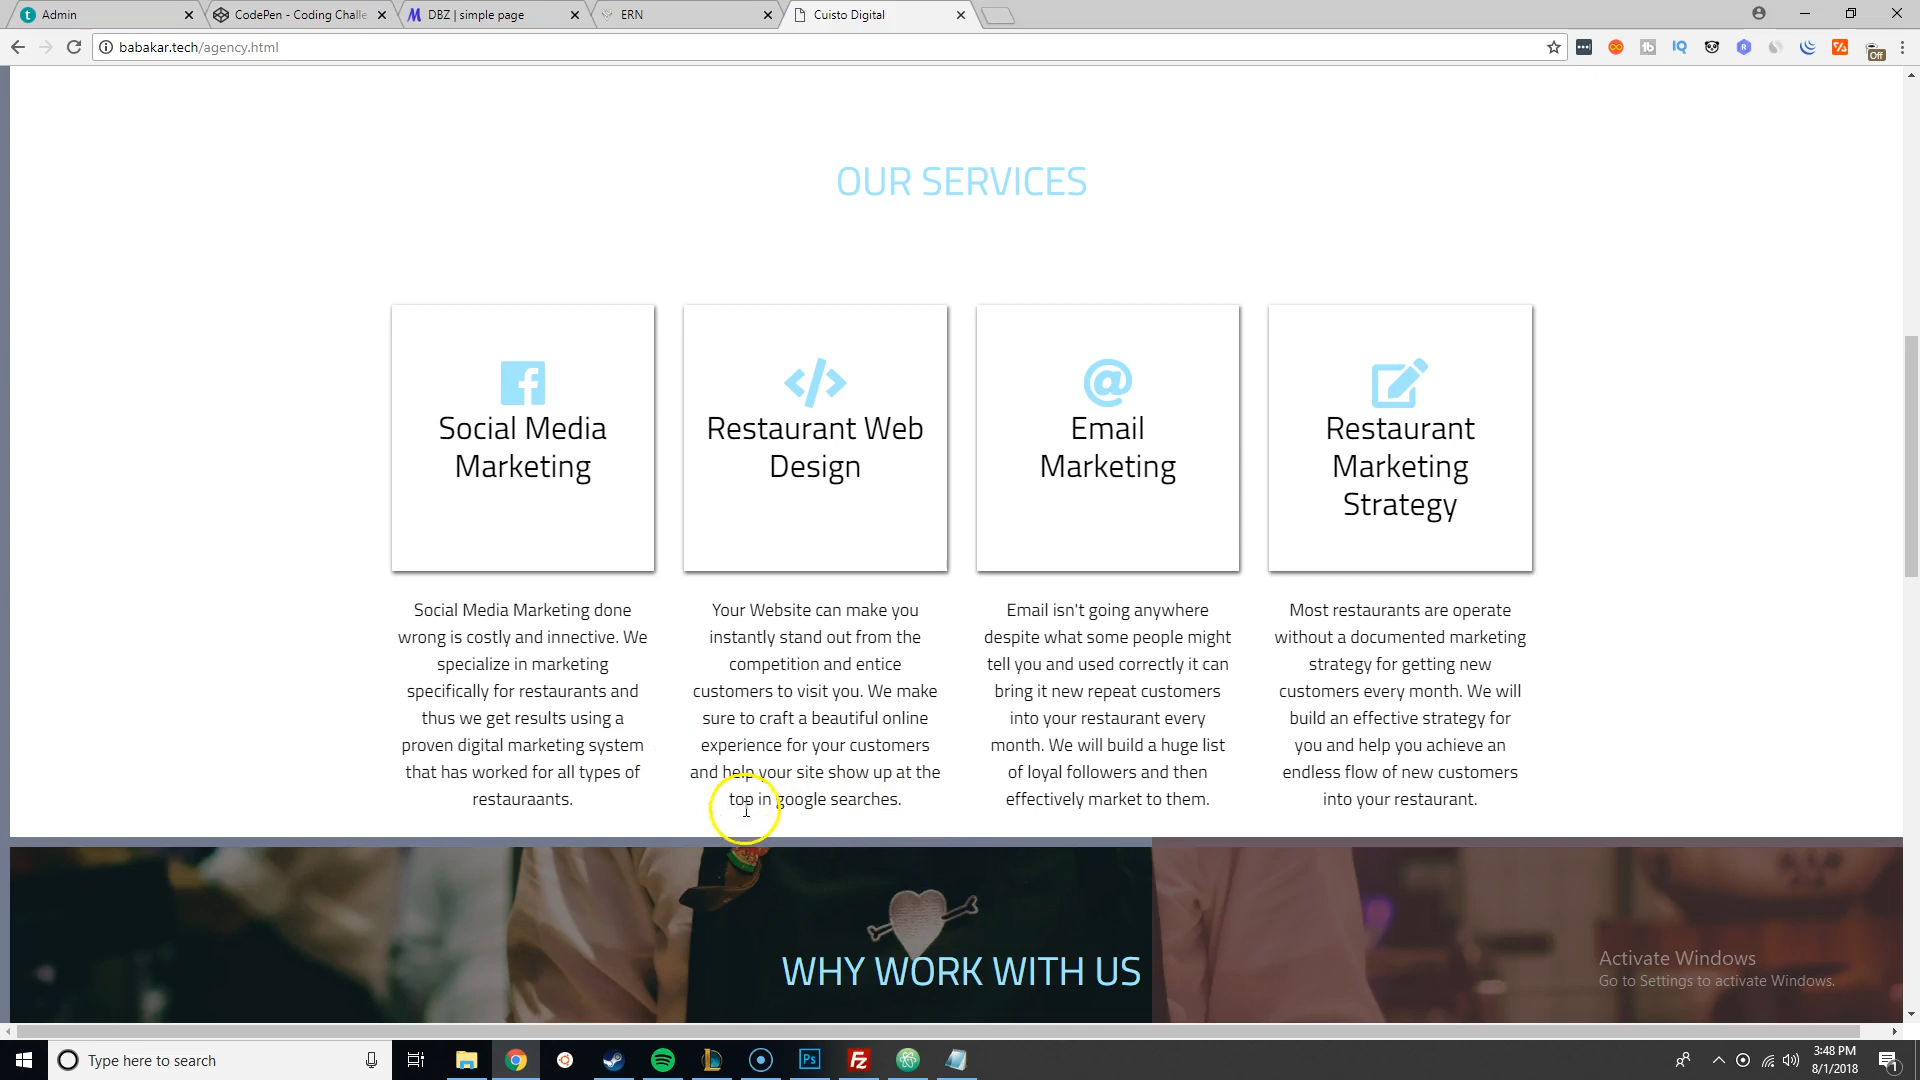 Admin
CodePen - Coding Challe
DBZ | simple page
ERN
Cuisto Digital
babakar.tech/agency.html
IQ
Off
OUR SERVICES
Social Media
Marketing
Restaurant Web
Design
Email
Marketing
Restaurant
Marketing
Strategy
Social Media Marketing done
wrong is costly and innective. We
specialize in marketing
specifically for restaurants and
thus we get results using a
proven digital marketing system
that has worked for all types of
restauraants.
Your Website can make you
instantly stand out from the
competition and entice
customers to visit you. We make
sure to craft a beautiful online
experience for your customers
and help your site show up at the
top in google searches.
Email isn't going anywhere
despite what some people might
tell you and used correctly it can
bring it new repeat customers
into your restaurant every
month. We will build a huge list
of loyal followers and then
effectively market to them.
Most restaurants are operate
without a documented marketing
strategy for getting new
customers every month. We will
build an effective strategy for
you and help you achieve an
endless flow of new customers
into your restaurant.
WHY WORK WITH US
Activate Windows
Go to Settings to activate Windows.
Type here to search
Ps
Fz
3:48 PM
8/1/2018
1